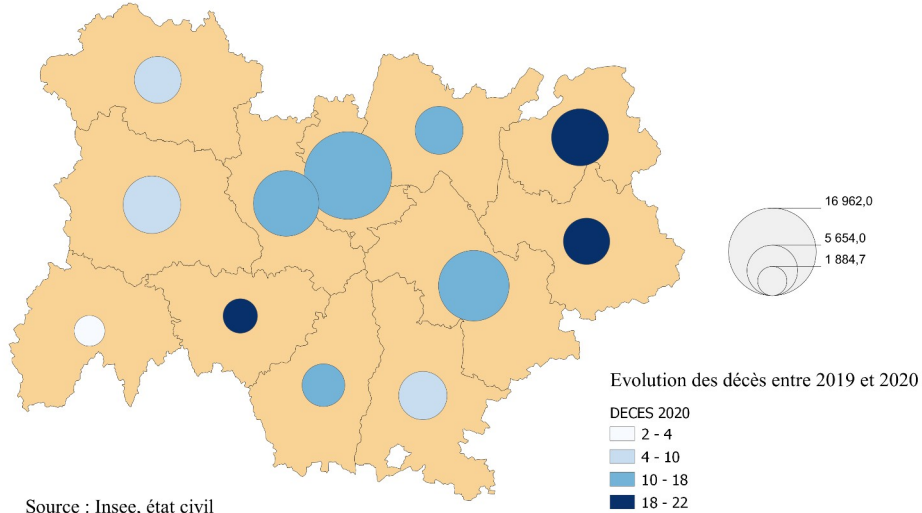 16 962,0
5 654,0
1 884,7
Evolution des décès entre 2019 et 2020
DECES 2020
2 - 4
4 - 10
10 - 18
18 - 22
Source : Insee, état civil